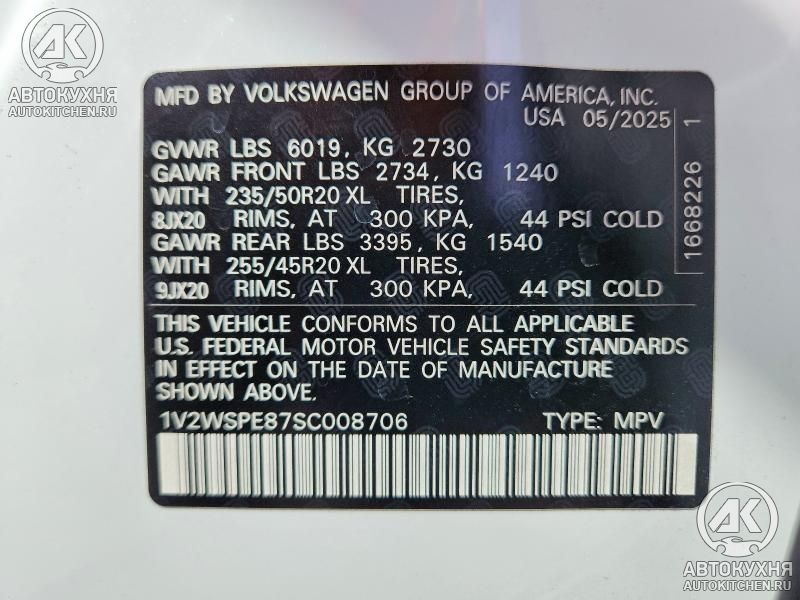 AK
АВТОКУХНЯ
AUTOKITCHEN.RU
MFD BY VOLKSWAGEN GROUP OF AMERICA, INC.
USA 05/2025
GVWR LBS 6019, KG 2730
GAWR FRONT LBS 2734, KG 1240
WITH 235/50R20 XL TIRES,
8JX20 RIMS, AT 300 KPA, 44 PSI COLD
GAWR REAR LBS 3395, KG 1540
WITH 255/45R20 XL TIRES,
9JX20 RIMS, AT 300 KPA, 44 PSI COLD
1668226 1
THIS VEHICLE CONFORMS TO ALL APPLICABLE
U.S. FEDERAL MOTOR VEHICLE SAFETY STANDARDS
IN EFFECT ON THE DATE OF MANUFACTURE
SHOWN ABOVE.
1V2WSPE87SC008706 TYPE: MPV
AK
АВТОКУХНЯ
AUTOKITCHEN.RU